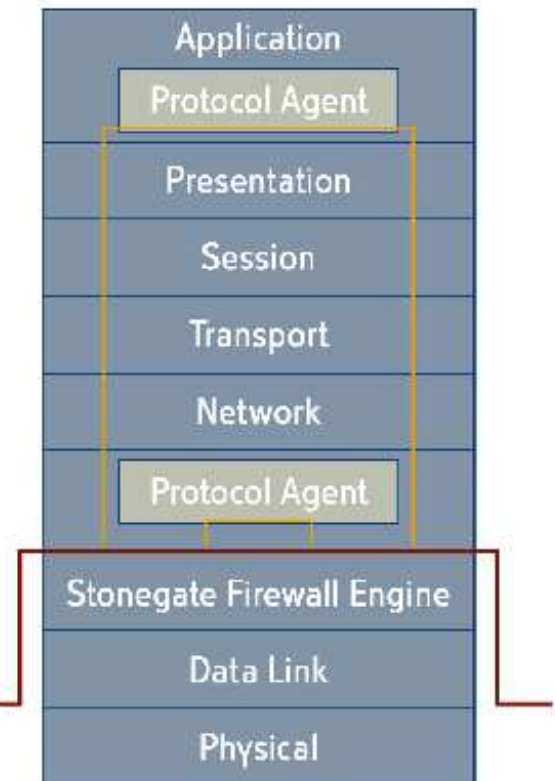 Application
Protocol Agent
Presentation
Session
Transport
Network
Protocol Agent
Stonegate Firewall Engine
Data Link
Physical